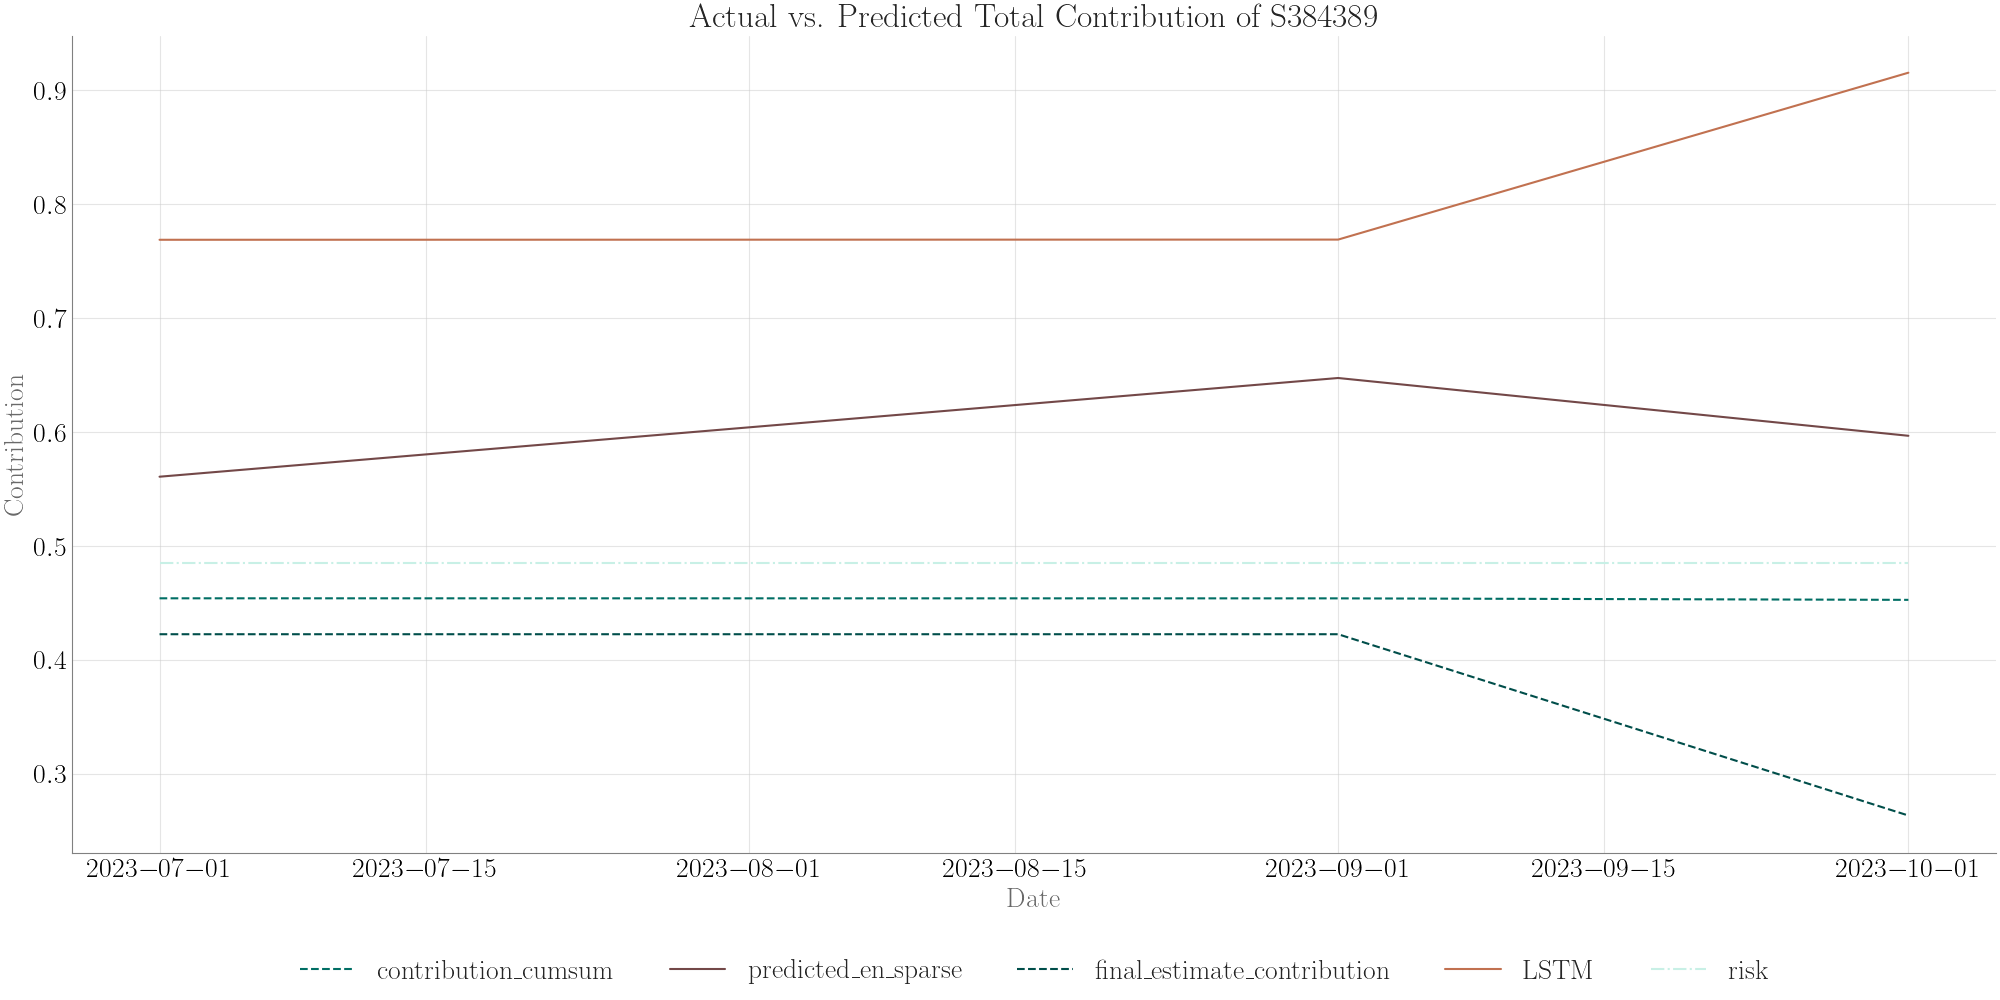 Actual vs. Predicted Total Contribution of S384389
0.9
0.8
0.7
0.6
0.5
0.4
0.3
Contribution
2023−07−01 2023−07−15 2023−08−01 2023−08−15 2023−09−01 2023−09−15 2023−10−01
Date
contribution_cumsum predicted_en_sparse final_estimate_contribution LSTM risk